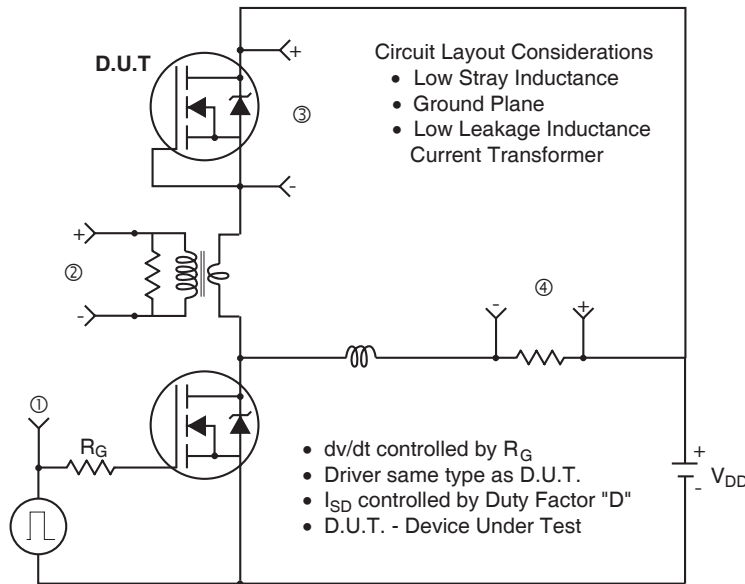 D.U.T
+
Circuit Layout Considerations
• Low Stray Inductance
• Ground Plane
• Low Leakage Inductance
Current Transformer
③
-
+
②
-
④
-
+
①
R_G
• dv/dt controlled by R_G
• Driver same type as D.U.T.
• I_SD controlled by Duty Factor "D"
• D.U.T. - Device Under Test
+
-
V_DD